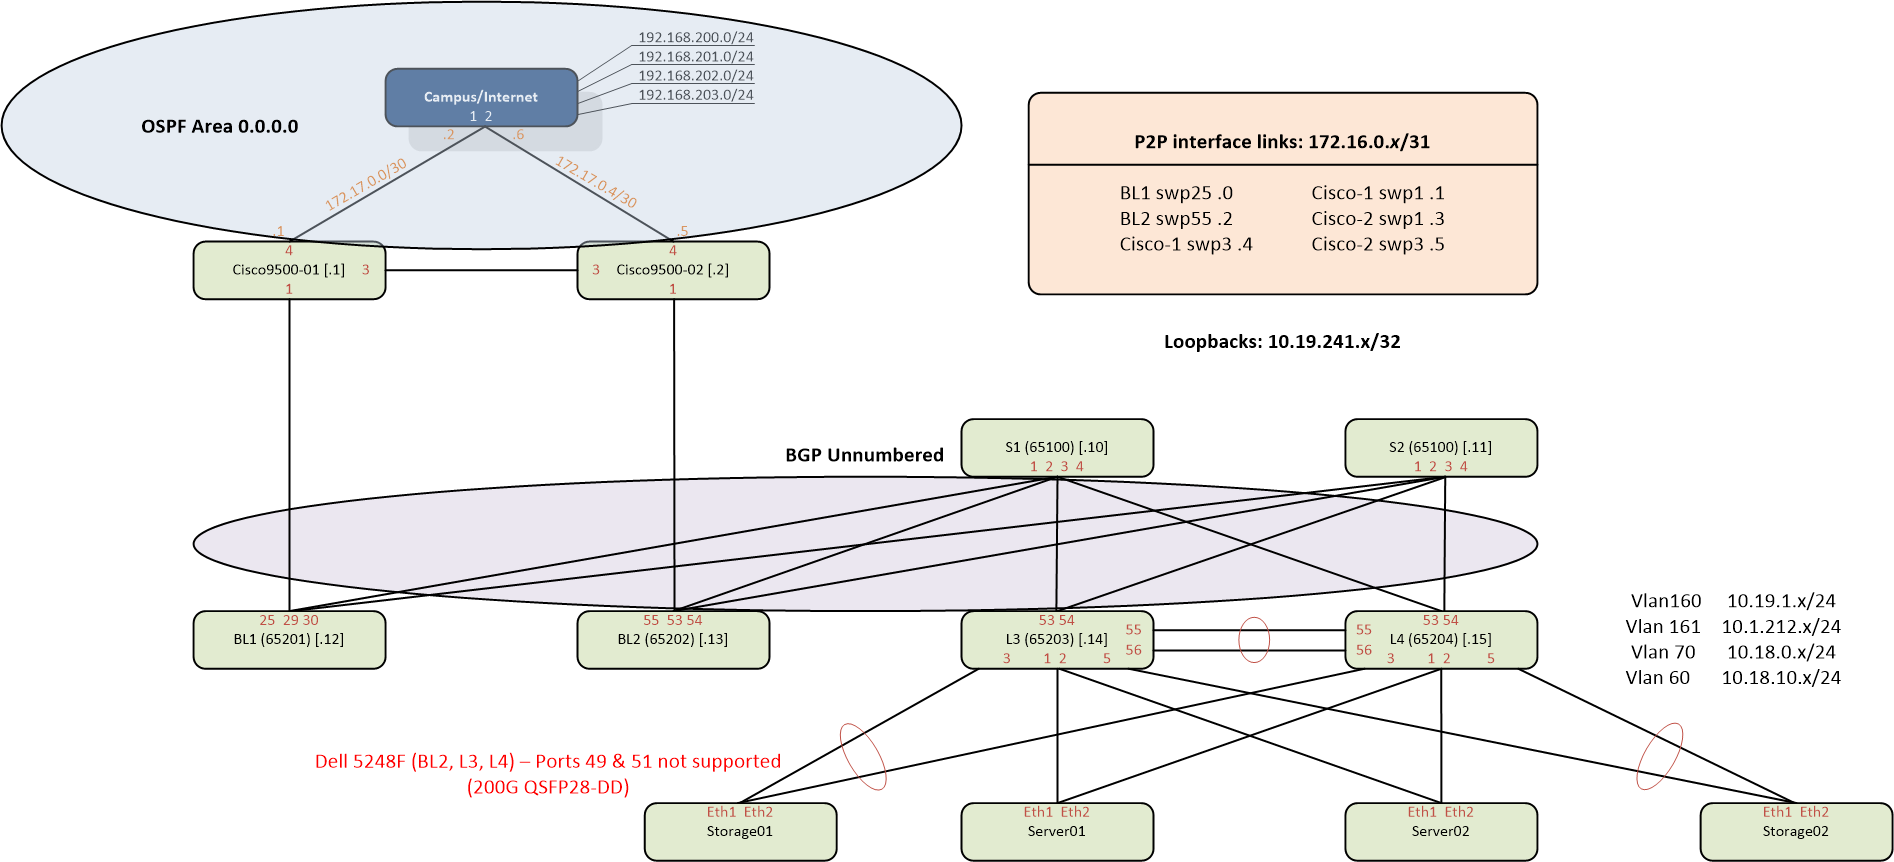 192.168.200.0/24
192.168.201.0/24
192.168.202.0/24
192.168.203.0/24
Campus/Internet
1 2
OSPF Area 0.0.0.0
.2
.6
172.17.0.0/30
172.17.0.4/30
.1
.5
4
Cisco9500-01 [.1]
3
1
4
3
Cisco9500-02 [.2]
1
P2P interface links: 172.16.0.x/31
BL1 swp25 .0
Cisco-1 swp1 .1
BL2 swp55 .2
Cisco-2 swp1 .3
Cisco-1 swp3 .4
Cisco-2 swp3 .5
Loopbacks: 10.19.241.x/32
BGP Unnumbered
S1 (65100) [.10]
1 2 3 4
S2 (65100) [.11]
1 2 3 4
25 29 30
BL1 (65201) [.12]
55 53 54
BL2 (65202) [.13]
53 54
55
L3 (65203) [.14]
56
3 1 2 5
53 54
55
L4 (65204) [.15]
56
3 1 2 5
Vlan160 10.19.1.x/24
Vlan 161 10.1.212.x/24
Vlan 70 10.18.0.x/24
Vlan 60 10.18.10.x/24
Dell 5248F (BL2, L3, L4) – Ports 49 & 51 not supported
(200G QSFP28-DD)
Eth1 Eth2
Storage01
Eth1 Eth2
Server01
Eth1 Eth2
Server02
Eth1 Eth2
Storage02